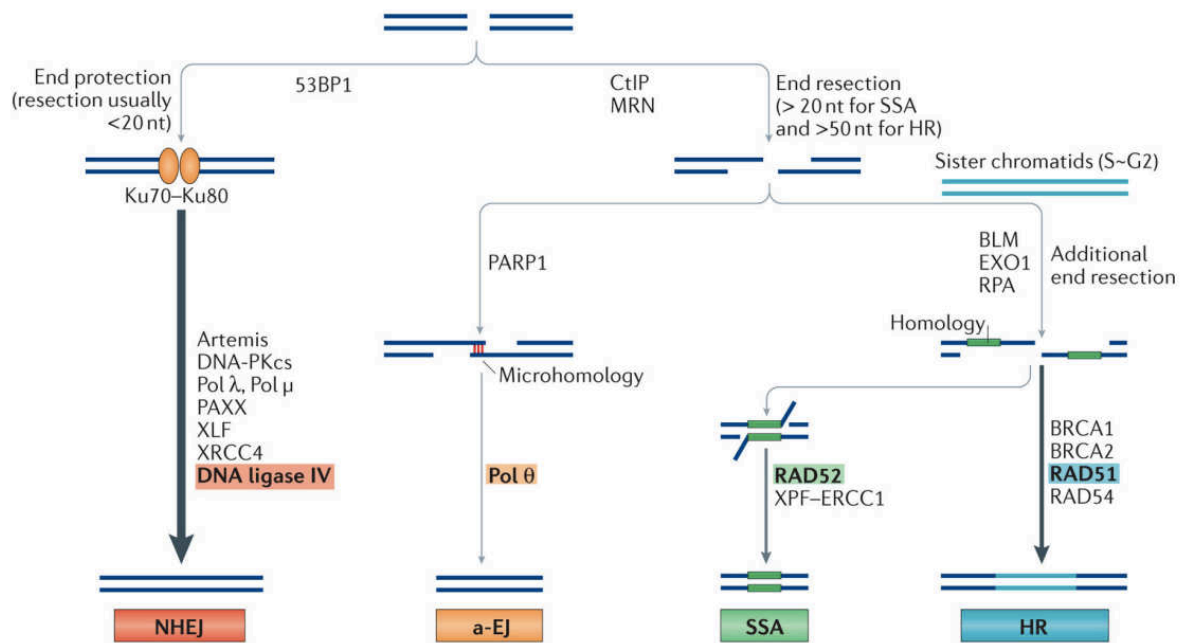 End protection
(resection usually
<20 nt)
53BP1
CtIP
MRN
End resection
(> 20 nt for SSA
and >50 nt for HR)
Ku70–Ku80
Sister chromatids (S~G2)
PARP1
BLM
EXO1
RPA
Additional
end resection
Homology
Microhomology
Artemis
DNA-PKcs
Pol λ, Pol μ
PAXX
XLF
XRCC4
DNA ligase IV
Pol θ
RAD52
XPF–ERCC1
BRCA1
BRCA2
RAD51
RAD54
NHEJ
a-EJ
SSA
HR